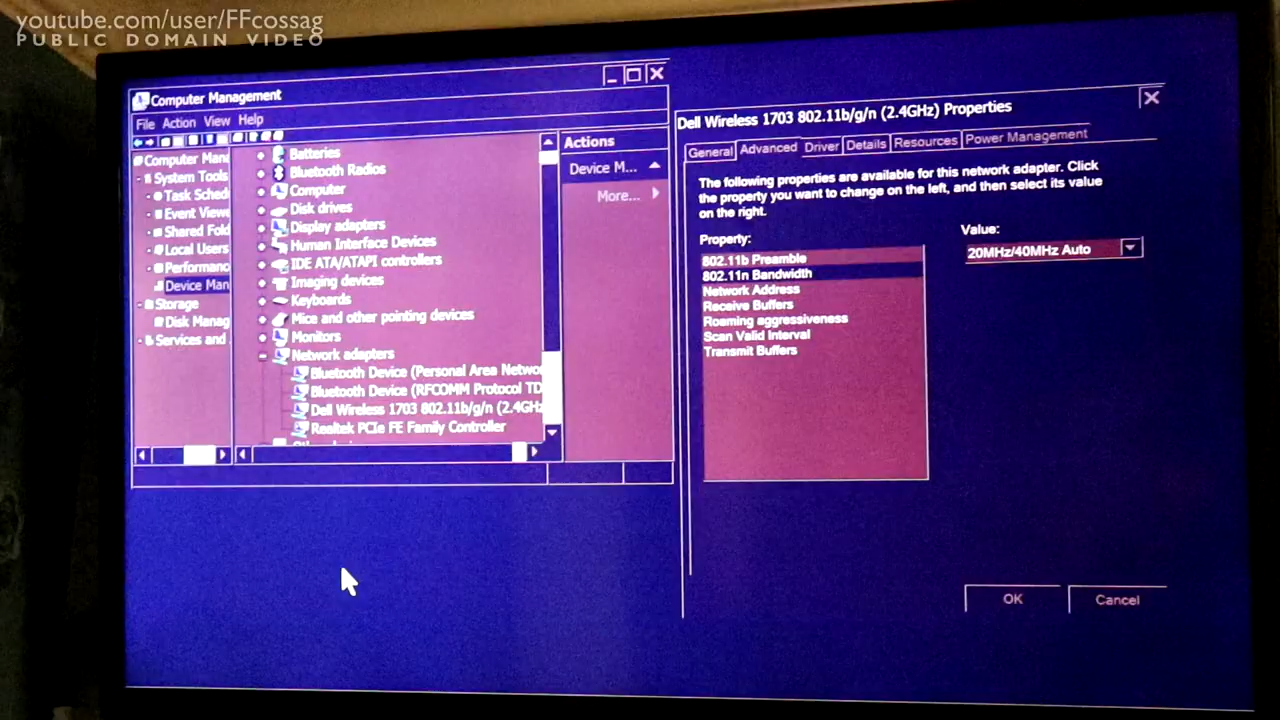 youtube.com/user/FFcossag
PUBLIC DOMAIN VIDEO
Computer Management
File Action View Help
Computer Mana
System Tools
Task Sched
Event Viewe
Shared Fold
Local Users
Performanc
Device Man
Storage
Disk Manag
Services and
Batteries
Bluetooth Radios
Computer
Disk drives
Display adapters
Human Interface Devices
IDE ATA/ATAPI controllers
Imaging devices
Keyboards
Mice and other pointing devices
Monitors
Network adapters
Bluetooth Device (Personal Area Networ
Bluetooth Device (RFCOMM Protocol TD
Dell Wireless 1703 802.11b/g/n (2.4GHz
Realtek PCIe FE Family Controller
Actions
Device M...
More...
Dell Wireless 1703 802.11b/g/n (2.4GHz) Properties
General Advanced Driver Details Resources Power Management
The following properties are available for this network adapter. Click
the property you want to change on the left, and then select its value
on the right.
Property:
802.11b Preamble
802.11n Bandwidth
Network Address
Receive Buffers
Roaming aggressiveness
Scan Valid Interval
Transmit Buffers
Value:
20MHz/40MHz Auto
OK Cancel